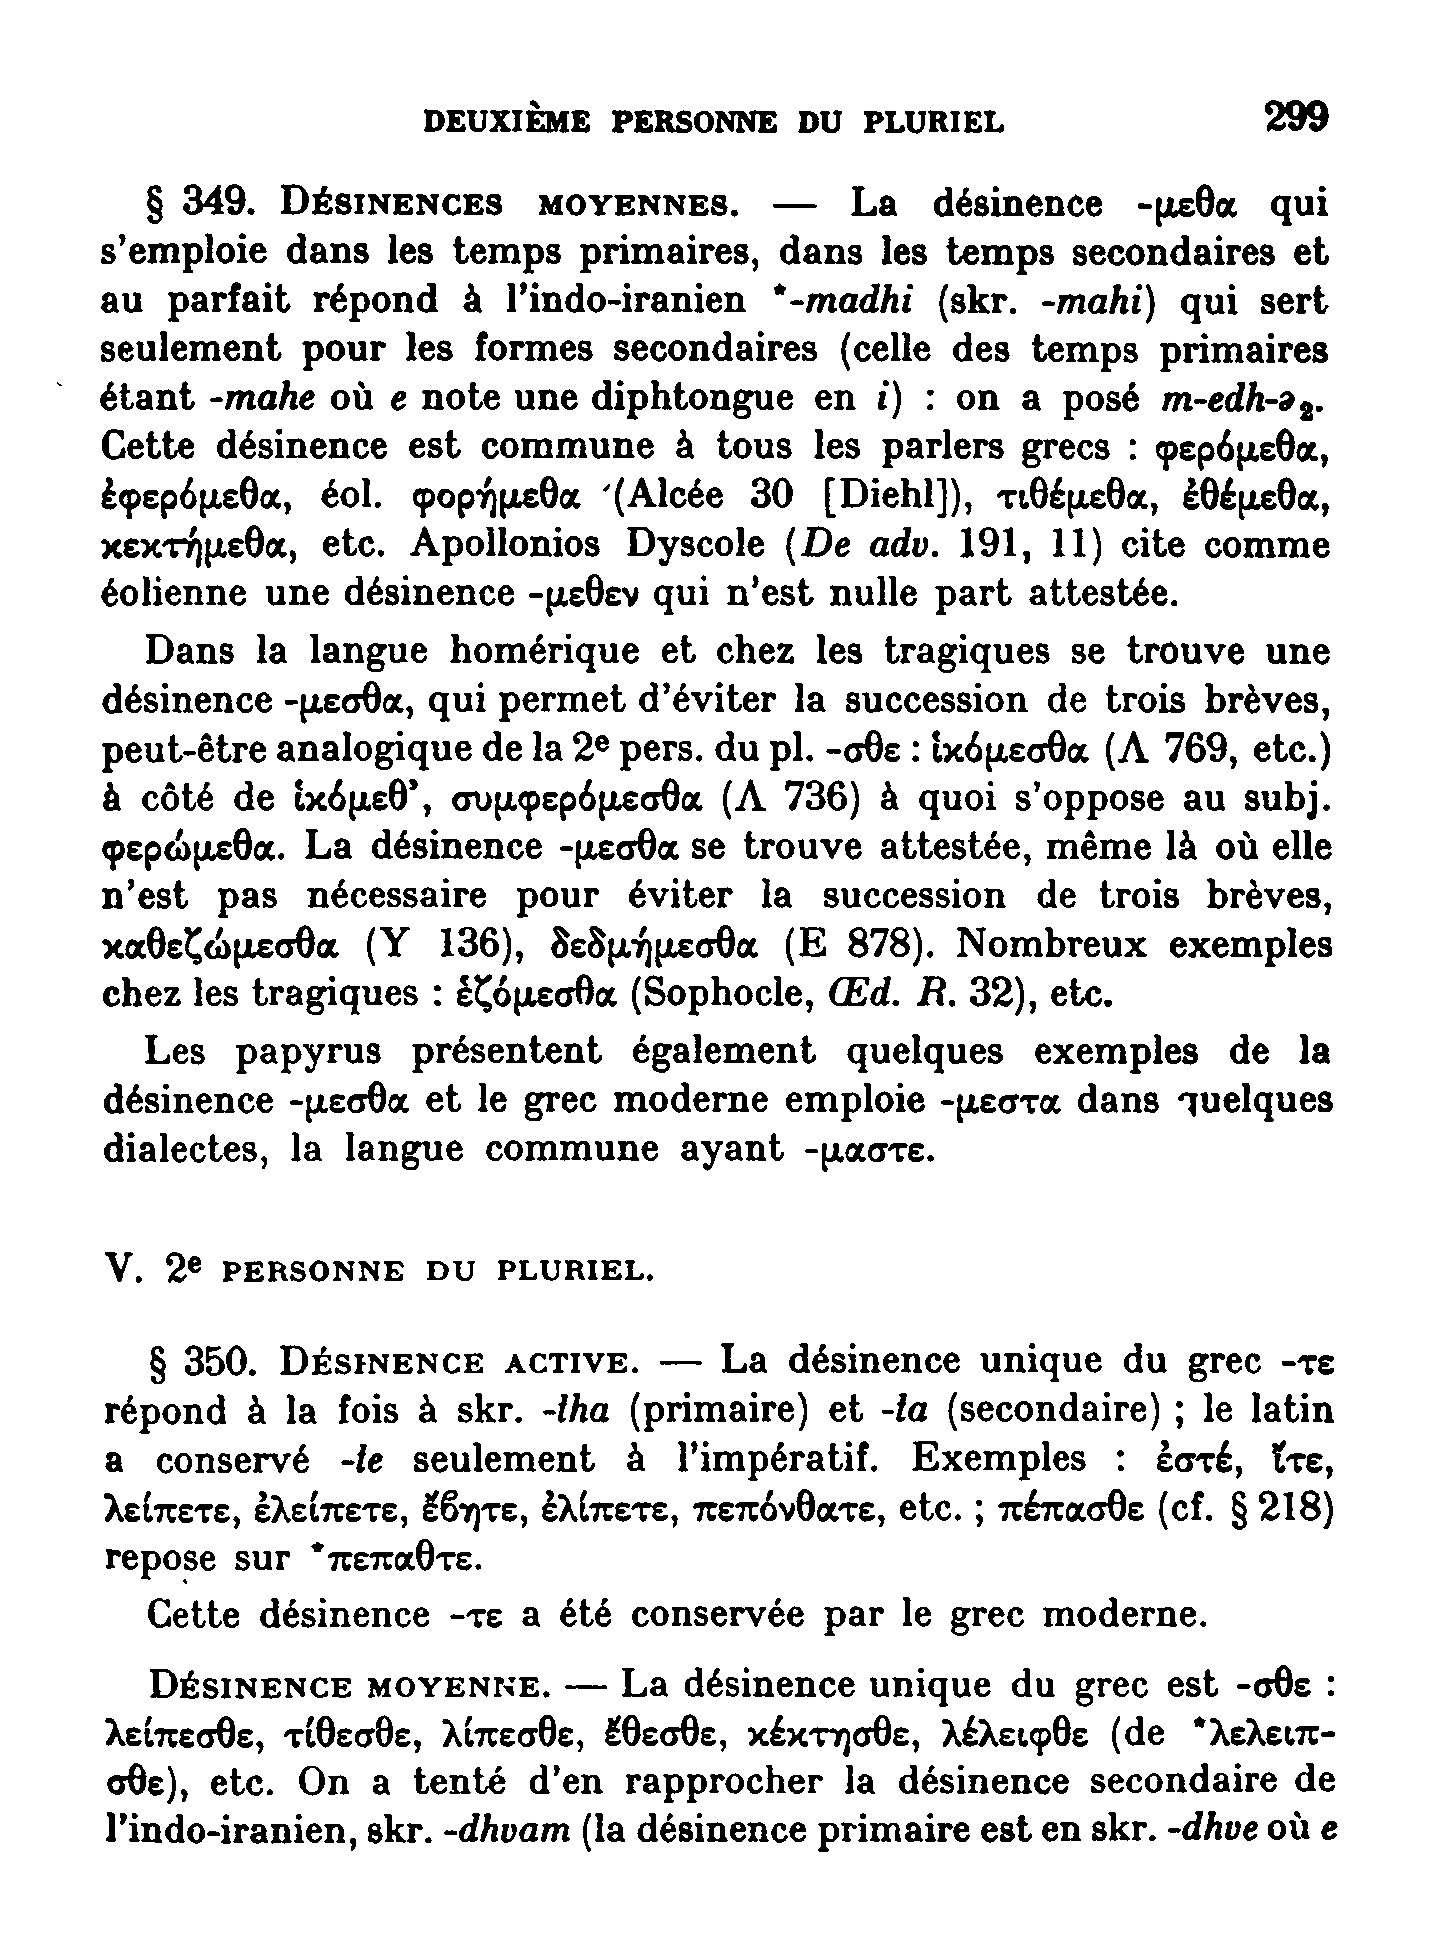 DEUXIÈME PERSONNE DU PLURIEL 299
§ 349. DÉSINENCES MOYENNES. — La désinence -μεθα qui
s'emploie dans les temps primaires, dans les temps secondaires et
au parfait répond à l'indo-iranien *-madhi (skr. -mahi) qui sert
seulement pour les formes secondaires (celle des temps primaires
étant -mahe où e note une diphtongue en i) : on a posé m-edh-ə₂.
Cette désinence est commune à tous les parlers grecs : φερόμεθα,
ἐφερόμεθα, éol. φορήμεθα (Alcée 30 [Diehl]), τιθέμεθα, ἐθέμεθα,
κεκτήμεθα, etc. Apollonios Dyscole (De adv. 191, 11) cite comme
éolienne une désinence -μεθεν qui n'est nulle part attestée.
Dans la langue homérique et chez les tragiques se trouve une
désinence -μεσθα, qui permet d'éviter la succession de trois brèves,
peut-être analogique de la 2e pers. du pl. -σθε : ἱκόμεσθα (Λ 769, etc.)
à côté de ἱκόμεθ', συμφερόμεσθα (Λ 736) à quoi s'oppose au subj.
φερώμεθα. La désinence -μεσθα se trouve attestée, même là où elle
n'est pas nécessaire pour éviter la succession de trois brèves,
καθεζώμεσθα (Υ 136), δεδμήμεσθα (Ε 878). Nombreux exemples
chez les tragiques : ἑζόμεσθα (Sophocle, Œd. R. 32), etc.
Les papyrus présentent également quelques exemples de la
désinence -μεσθα et le grec moderne emploie -μεστα dans quelques
dialectes, la langue commune ayant -μαστε.
V. 2e PERSONNE DU PLURIEL.
§ 350. DÉSINENCE ACTIVE. — La désinence unique du grec -τε
répond à la fois à skr. -tha (primaire) et -ta (secondaire) ; le latin
a conservé -te seulement à l'impératif. Exemples : ἐστέ, ἴτε,
λείπετε, ἐλείπετε, ἔϐητε, ἐλίπετε, πεπόνθατε, etc. ; πέπασθε (cf. § 218)
repose sur *πεπαθτε.
Cette désinence -τε a été conservée par le grec moderne.
DÉSINENCE MOYENNE. — La désinence unique du grec est -σθε :
λείπεσθε, τίθεσθε, λίπεσθε, ἔθεσθε, κέκτησθε, λέλειφθε (de *λελειπ-
σθε), etc. On a tenté d'en rapprocher la désinence secondaire de
l'indo-iranien, skr. -dhvam (la désinence primaire est en skr. -dhve où e